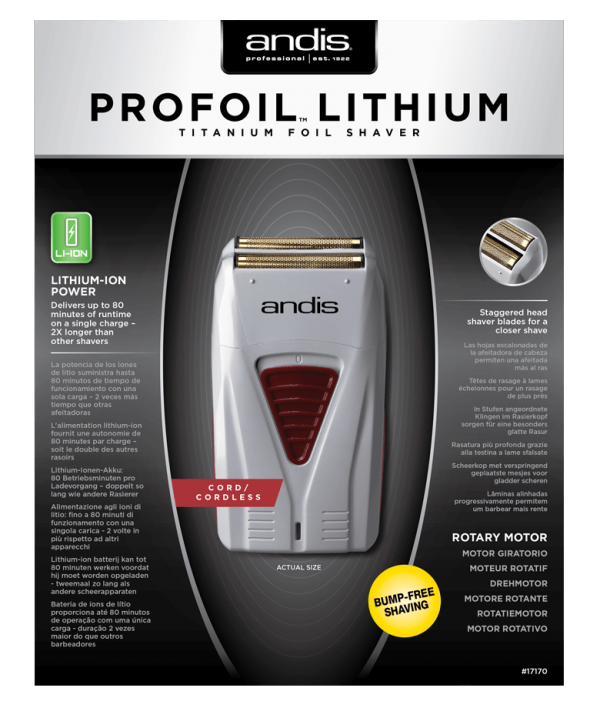 andis
professional | est. 1922
PROFOIL™ LITHIUM
TITANIUM FOIL SHAVER
LI-ION
LITHIUM-ION
POWER
Delivers up to 80
minutes of runtime
on a single charge –
2X longer than
other shavers
La potencia de los iones
de litio suministra hasta
80 minutos de tiempo de
funcionamiento con una
sola carga - 2 veces más
tiempo que otras
afeitadoras
L'alimentation lithium-ion
fournit une autonomie de
80 minutes par charge –
soit le double des autres
rasoirs
Lithium-Ionen-Akku:
80 Betriebsminuten pro
Ladevorgang – doppelt so
lang wie andere Rasierer
Alimentazione agli ioni di
litio: fino a 80 minuti di
funzionamento con una
singola carica - 2 volte in
più rispetto ad altri
apparecchi
Lithium-ion batterij kan tot
80 minuten werken voordat
hij moet worden opgeladen
- tweemaal zo lang als
andere scheerapparaten
Bateria de íons de lítio
proporciona até 80 minutos
de operação com uma única
carga - duração 2 vezes
maior do que outros
barbeadores
andis
0
CORD/
CORDLESS
ACTUAL SIZE
BUMP-FREE
SHAVING
Staggered head
shaver blades for a
closer shave
Las hojas escalonadas de
la afeitadora de cabeza
permiten una afeitada
más al ras
Têtes de rasage à lames
échelonnes pour un rasage
de plus près
In Stufen angeordnete
Klingen im Rasierkopf
sorgen für eine besonders
glatte Rasur
Rasatura più profonda grazie
alla testina a lame sfalsate
Scheerkop met verspringend
geplaatste mesjes voor
gladder scheren
Lâminas alinhadas
progressivamente permitem
um barbear mais rente
ROTARY MOTOR
MOTOR GIRATORIO
MOTEUR ROTATIF
DREHMOTOR
MOTORE ROTANTE
ROTATIEMOTOR
MOTOR ROTATIVO
#17170